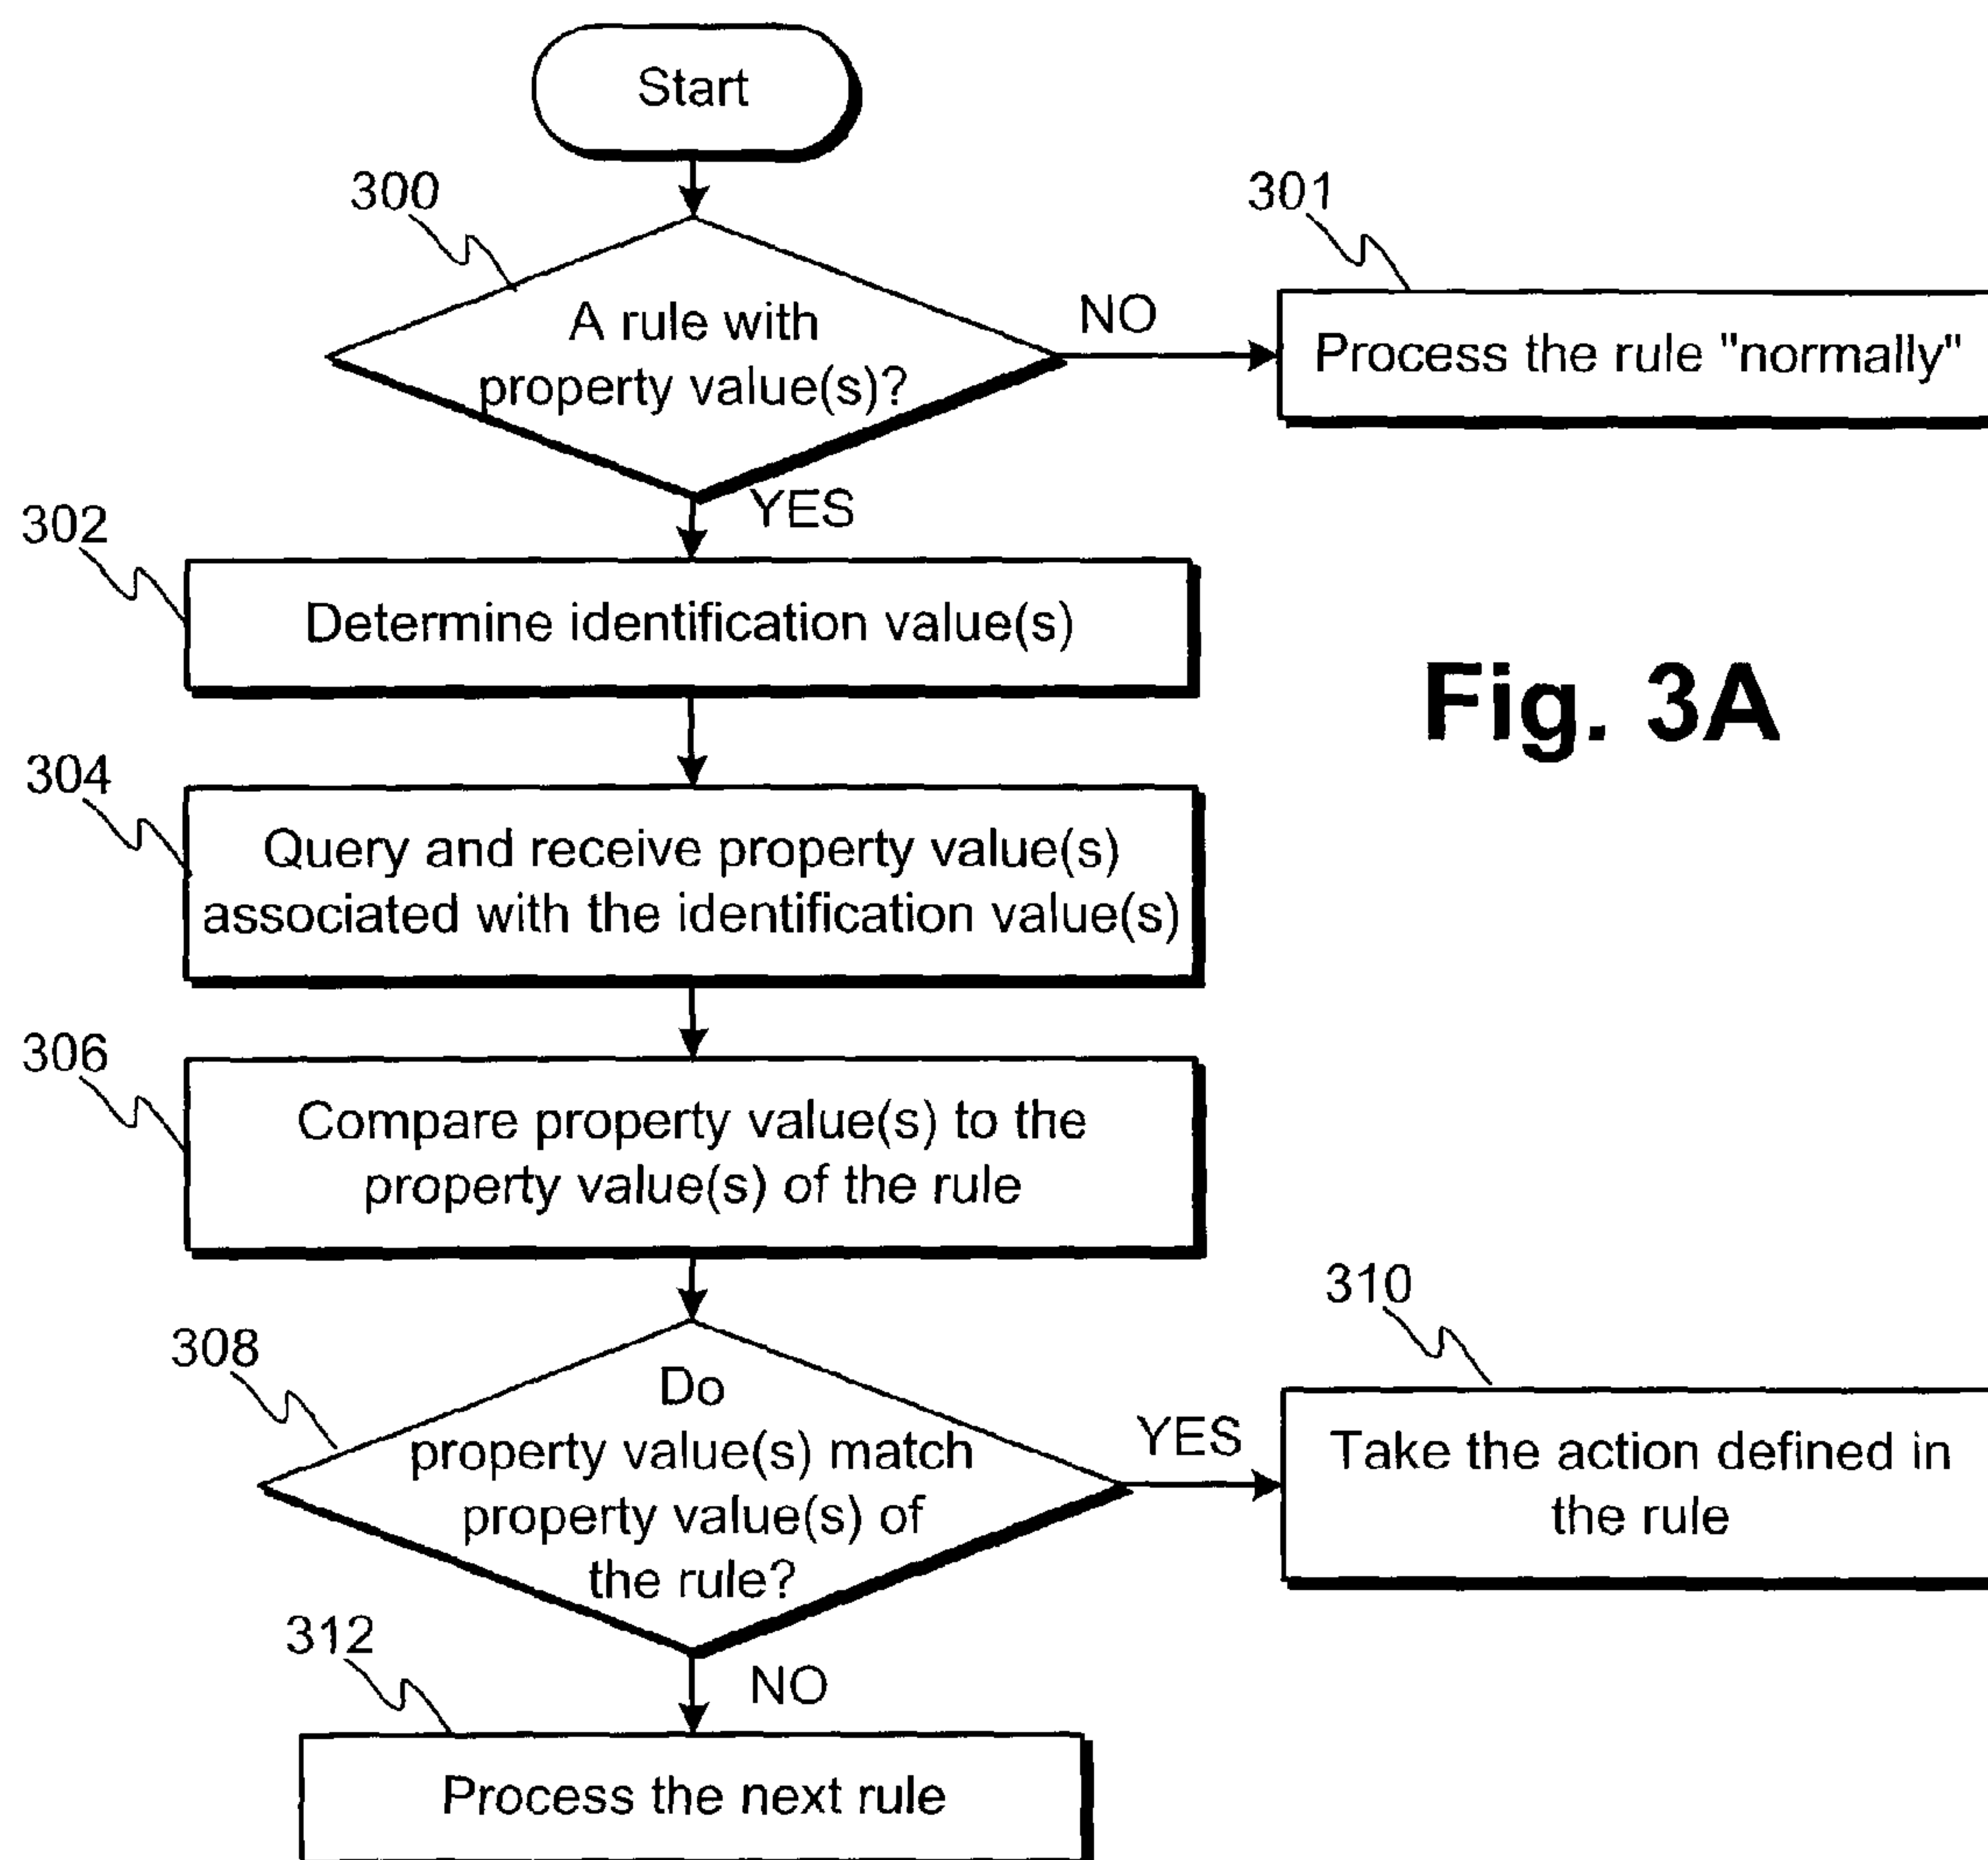 Start
300
A rule with
property value(s)?
NO
301
Process the rule "normally"
YES
302
Determine identification value(s)
Fig. 3A
304
Query and receive property value(s)
associated with the identification value(s)
306
Compare property value(s) to the
property value(s) of the rule
308
Do
property value(s) match
property value(s) of
the rule?
YES
310
Take the action defined in
the rule
312
NO
Process the next rule